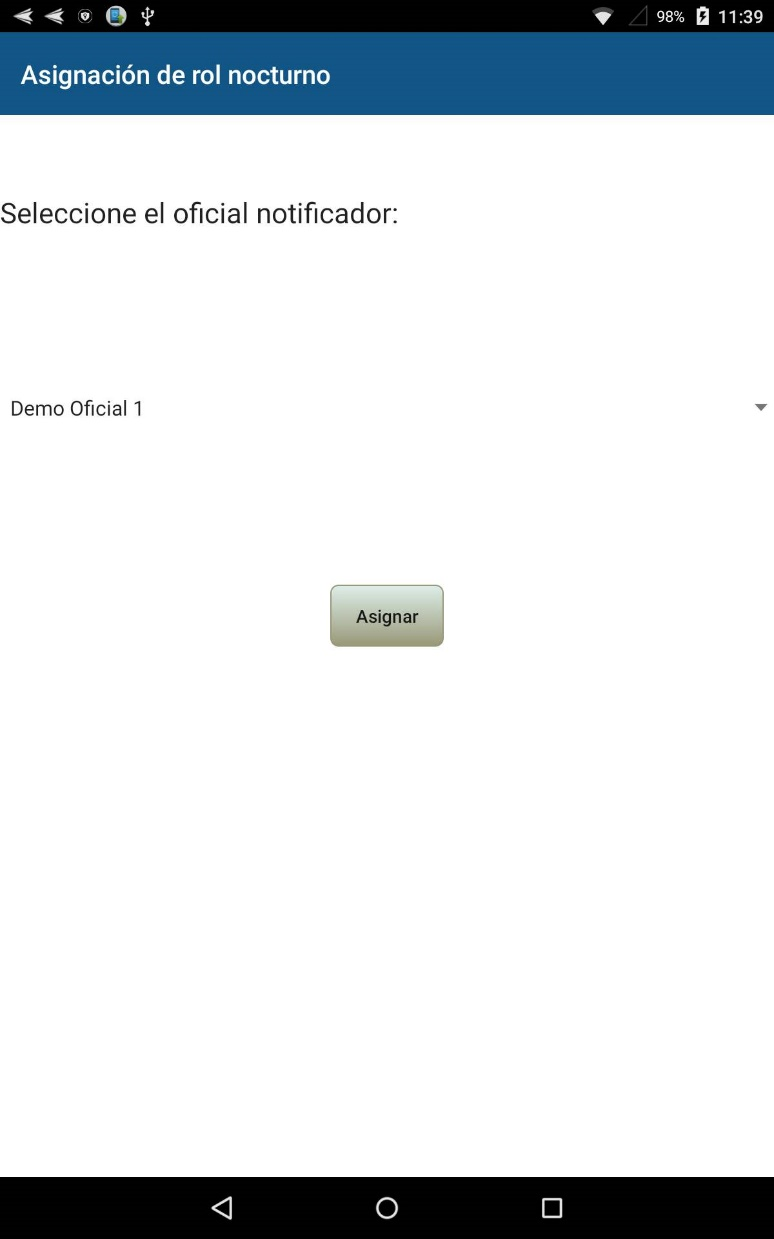 98% 11:39
Asignación de rol nocturno
Seleccione el oficial notificador:
Demo Oficial 1
Asignar